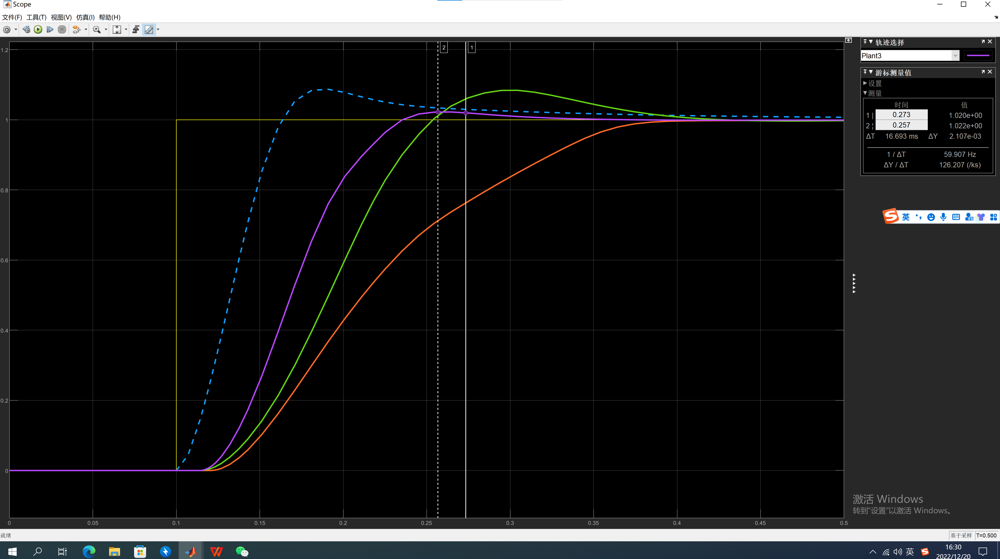 Scope
文件(F) 工具(T) 视图(V) 仿真(I) 帮助(H)
2 1
1.2
1
0.8
0.6
0.4
0.2
0
0 0.05 0.1 0.15 0.2 0.25 0.3 0.35 0.4 0.45 0.5
轨迹选择
Plant3
游标测量值
设置
测量
时间 值
1 | 0.273 1.020e+00
2 ¦ 0.257 1.022e+00
ΔT 16.693 ms ΔY 2.107e-03
1 / ΔT 59.907 Hz
ΔY / ΔT 126.207 (/ks)
S 英
激活 Windows
转到“设置”以激活 Windows。
就绪 基于采样 T=0.500
英 S 16:30
2022/12/20